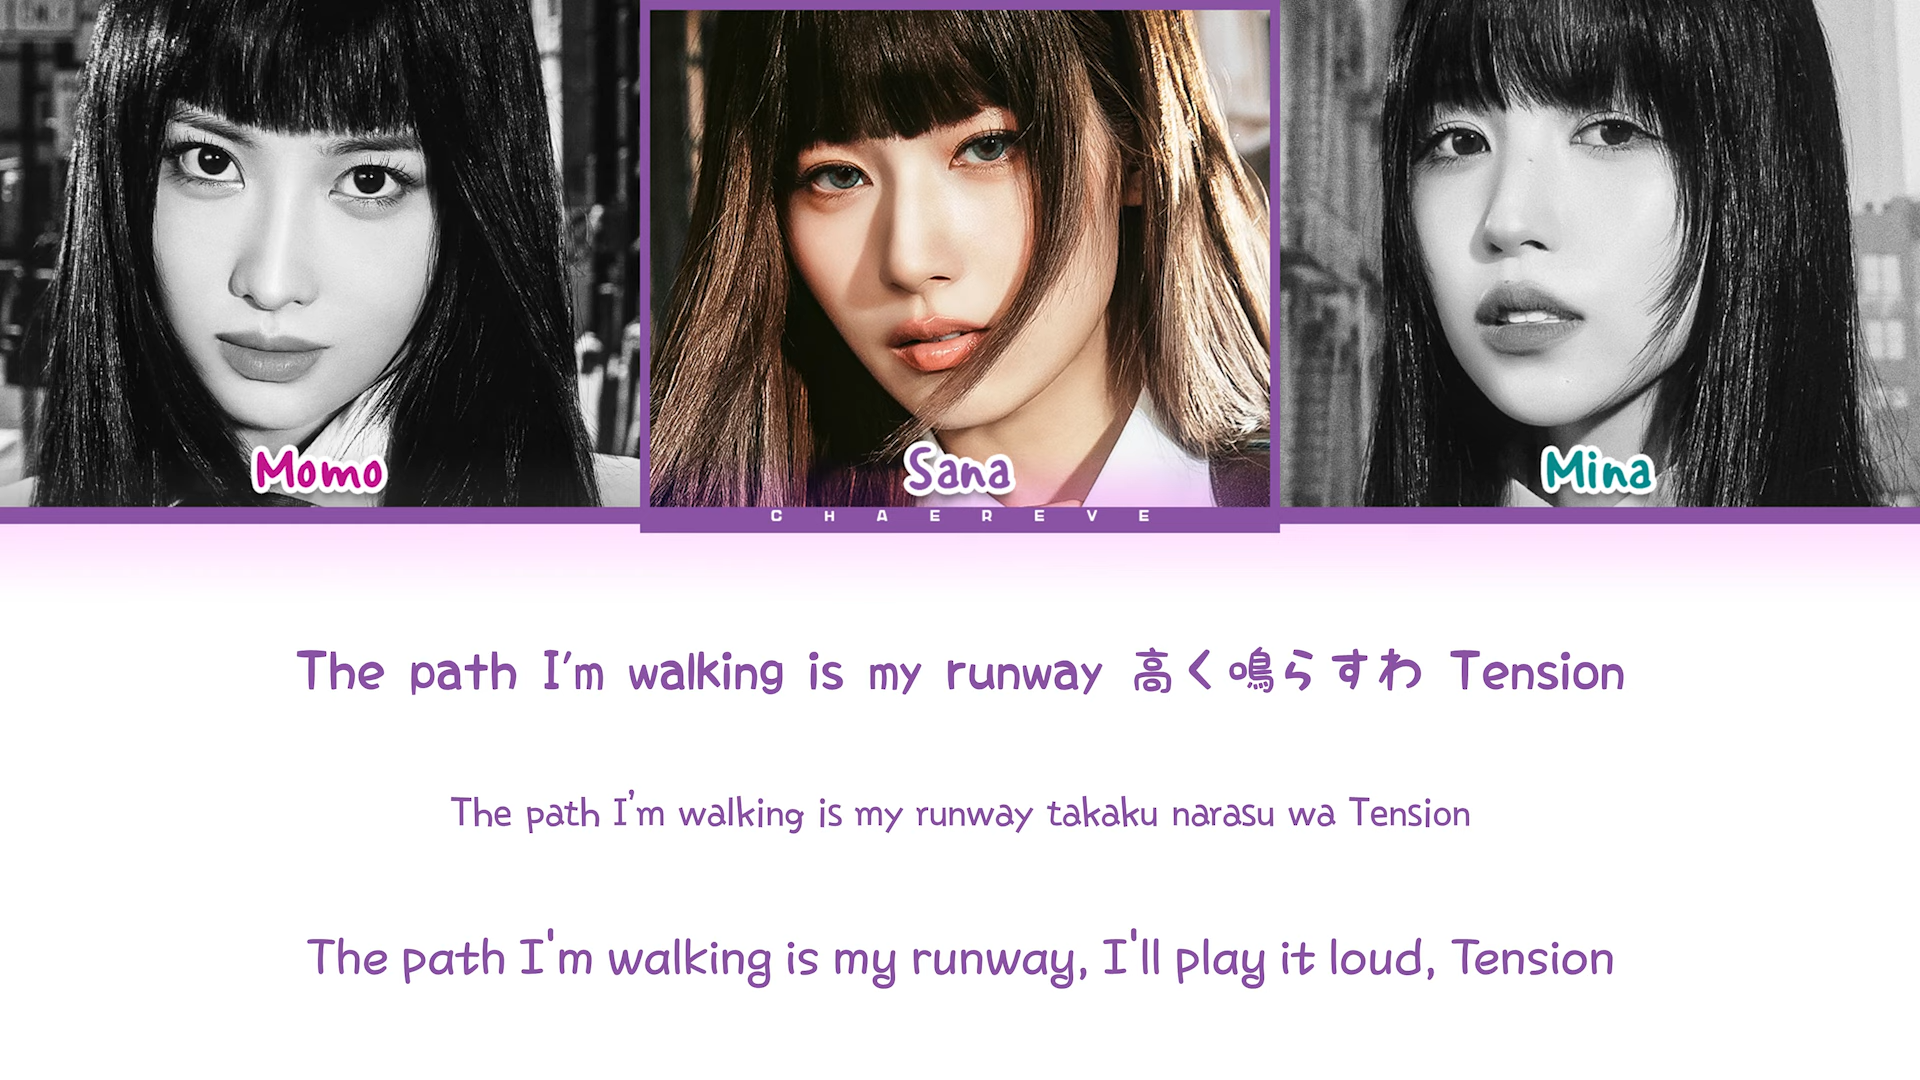 Momo
Sana
Mina
CHAEREVE
The path I'm walking is my runway 高く鳴らすわ Tension
The path I'm walking is my runway takaku narasu wa Tension
The path I'm walking is my runway, I'll play it loud, Tension